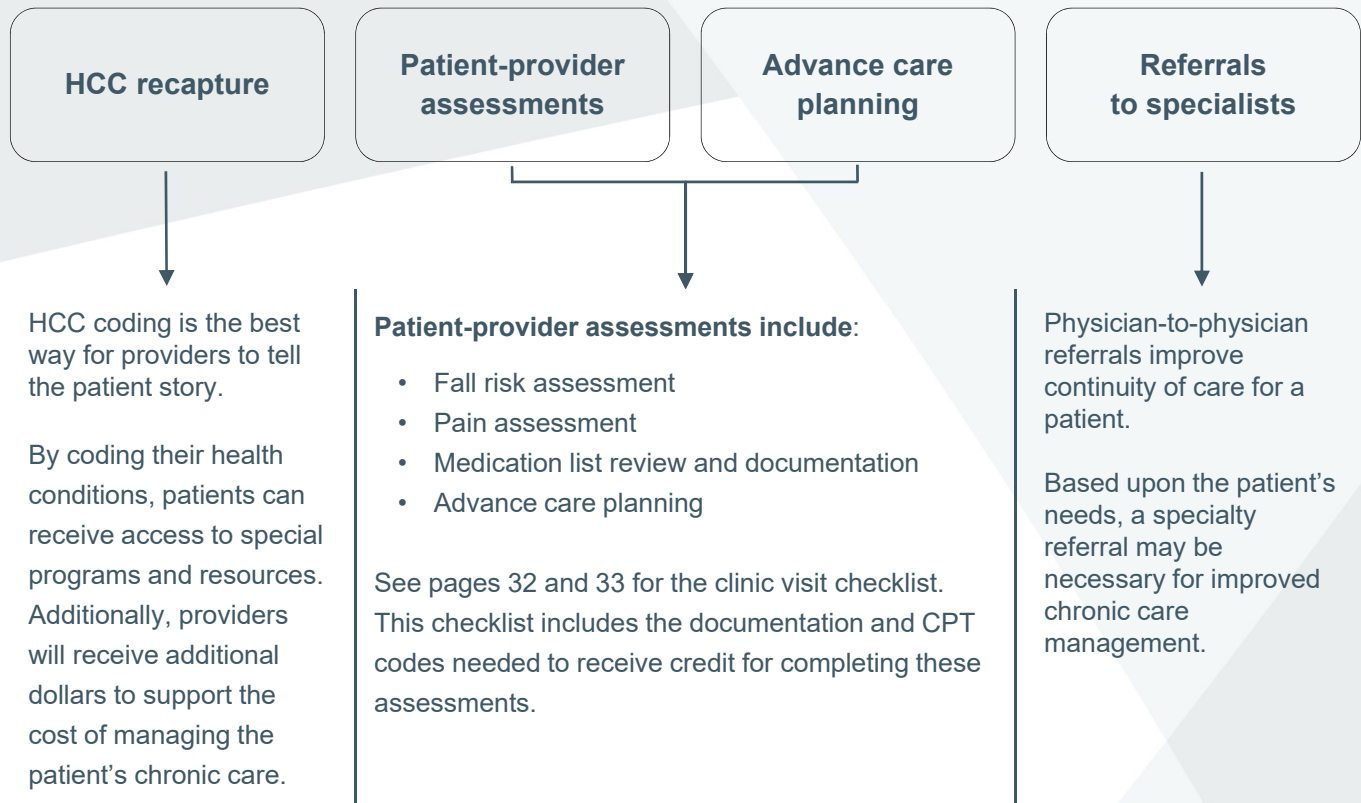 HCC recapture
Patient-provider
assessments
Advance care
planning
Referrals
to specialists
HCC coding is the best
way for providers to tell
the patient story.
By coding their health
conditions, patients can
receive access to special
programs and resources.
Additionally, providers
will receive additional
dollars to support the
cost of managing the
patient’s chronic care.
Patient-provider assessments include:
• Fall risk assessment
• Pain assessment
• Medication list review and documentation
• Advance care planning
See pages 32 and 33 for the clinic visit checklist.
This checklist includes the documentation and CPT
codes needed to receive credit for completing these
assessments.
Physician-to-physician
referrals improve
continuity of care for a
patient.
Based upon the patient’s
needs, a specialty
referral may be
necessary for improved
chronic care
management.